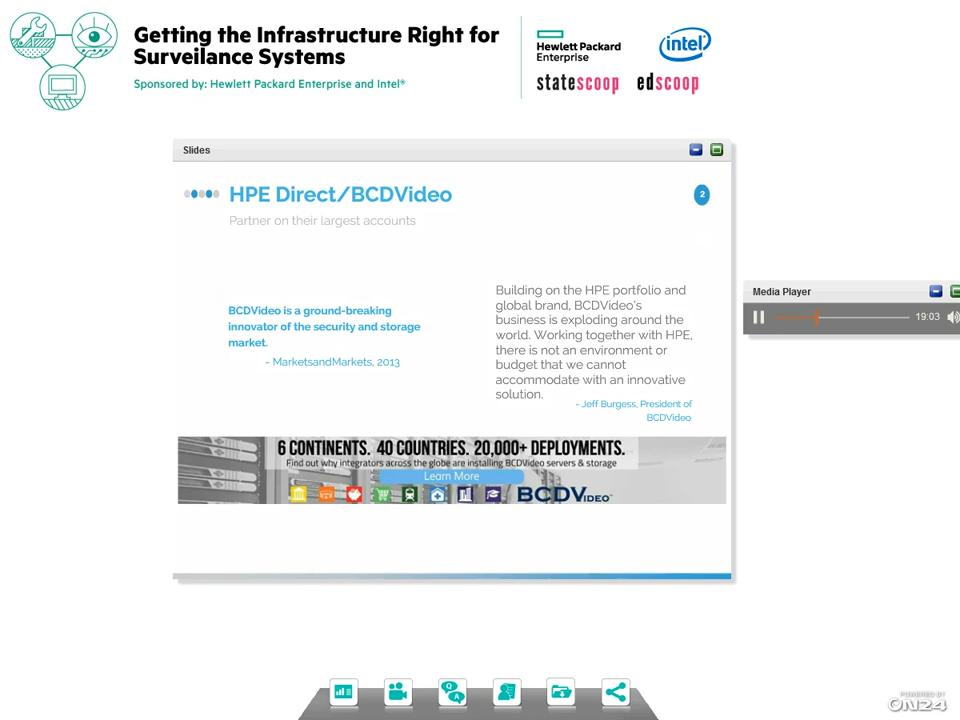 Getting the Infrastructure Right for
Surveilance Systems
Sponsored by: Hewlett Packard Enterprise and Intel®
Hewlett Packard
Enterprise
intel®
statescoop edscoop
Slides
HPE Direct/BCDVideo
2
Partner on their largest accounts
BCDVideo is a ground-breaking
innovator of the security and storage
market.
- MarketsandMarkets, 2013
Building on the HPE portfolio and
global brand, BCDVideo's
business is exploding around the
world. Working together with HPE,
there is not an environment or
budget that we cannot
accommodate with an innovative
solution.
- Jeff Burgess, President of
BCDVideo
6 CONTINENTS. 40 COUNTRIES. 20,000+ DEPLOYMENTS.
Find out why integrators across the globe are installing BCDVideo servers & storage
Learn More
BCDVIDEO™
Media Player
19:03
Q
A
POWERED BY
ON24